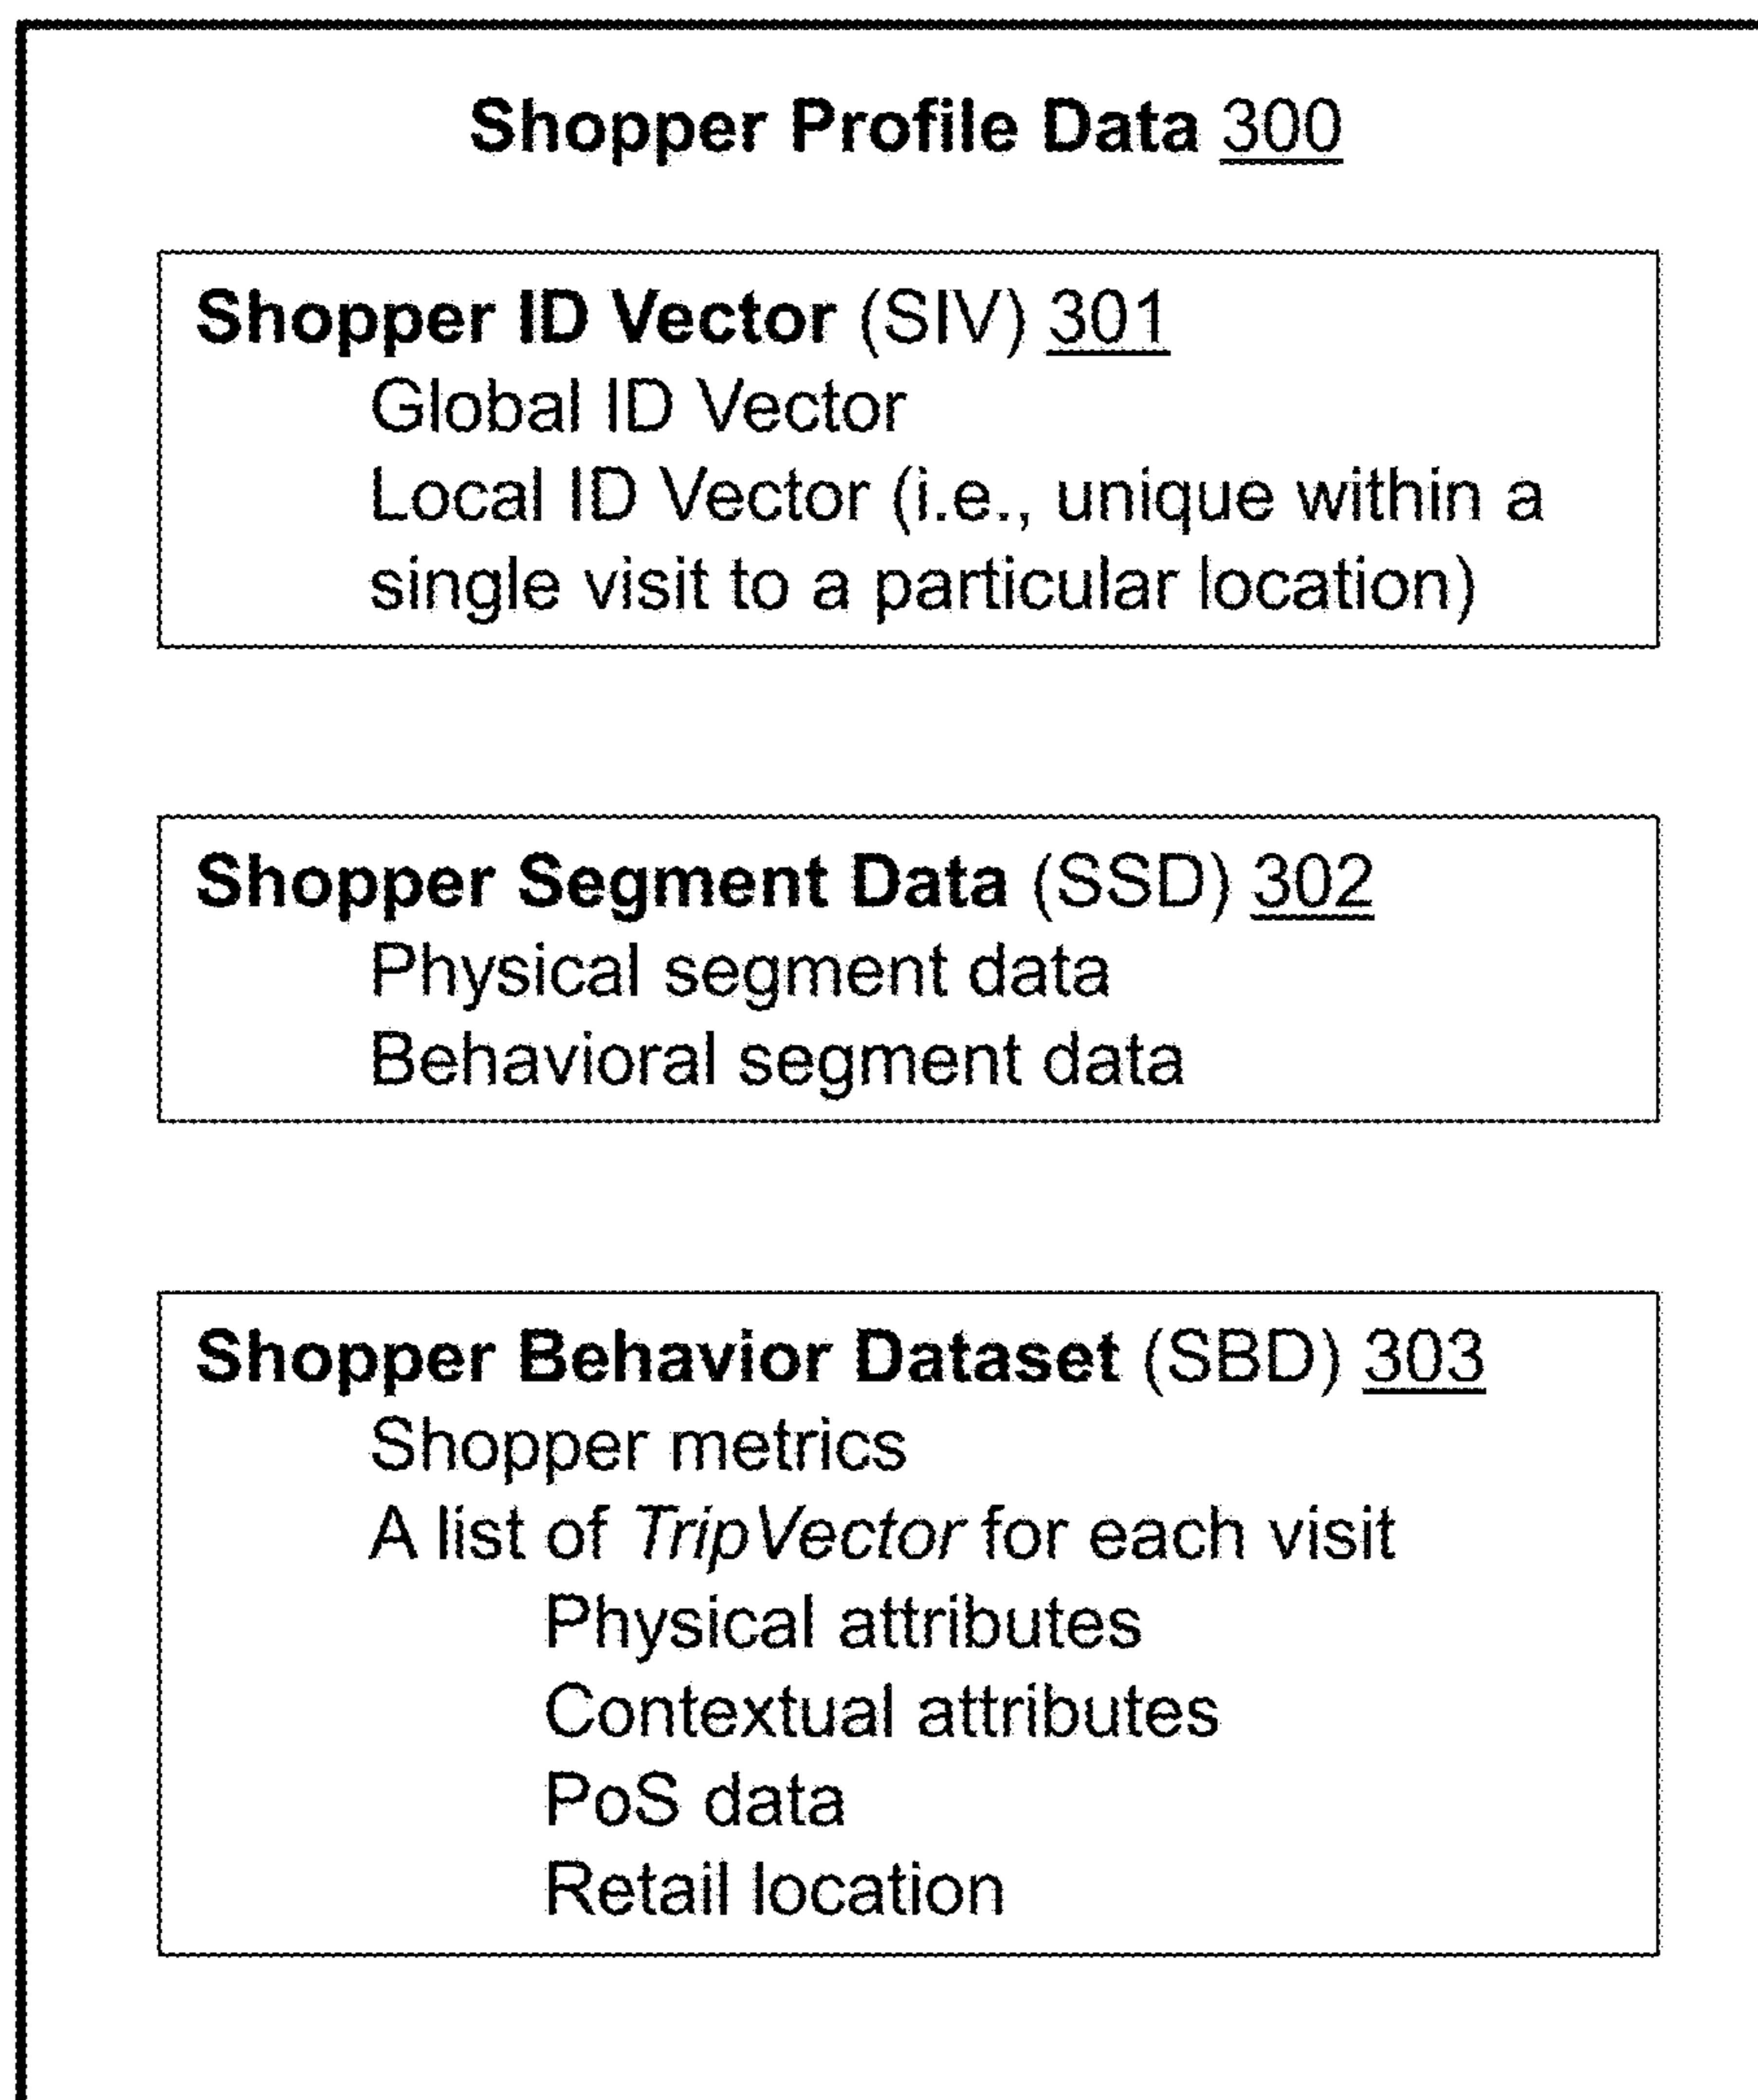 Shopper Profile Data 300
Shopper ID Vector (SIV) 301
Global ID Vector
Local ID Vector (i.e., unique within a
single visit to a particular location)
Shopper Segment Data (SSD) 302
Physical segment data
Behavioral segment data
Shopper Behavior Dataset (SBD) 303
Shopper metrics
A list of TripVector for each visit
Physical attributes
Contextual attributes
PoS data
Retail location